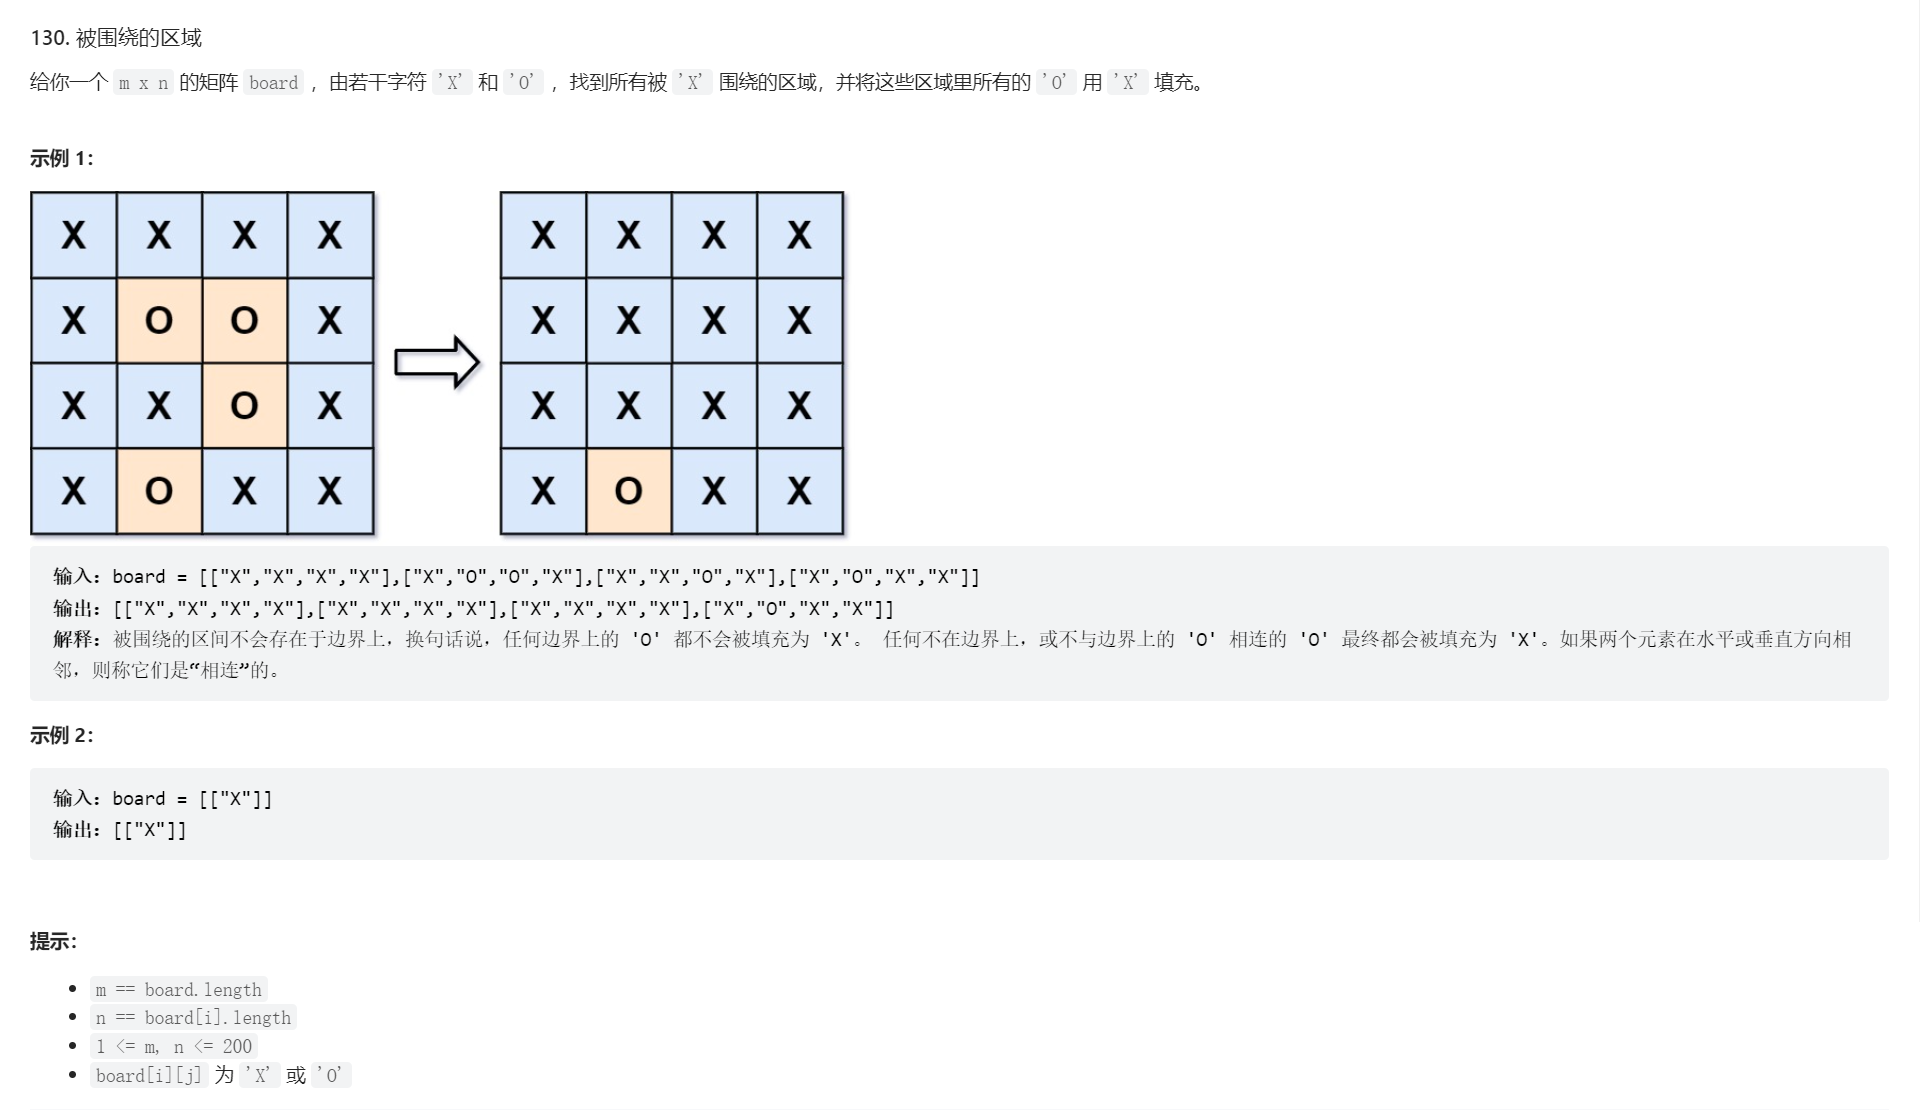 130. 被围绕的区域
给你一个 m x n 的矩阵 board ，由若干字符 'X' 和 'O' ，找到所有被 'X' 围绕的区域，并将这些区域里所有的 'O' 用 'X' 填充。
示例 1：
X X X X X X X X
X O O X X X X X
X X O X X X X X
X O X X X O X X
输入：board = [["X","X","X","X"],["X","O","O","X"],["X","X","O","X"],["X","O","X","X"]]
输出：[["X","X","X","X"],["X","X","X","X"],["X","X","X","X"],["X","O","X","X"]]
解释：被围绕的区间不会存在于边界上，换句话说，任何边界上的 'O' 都不会被填充为 'X'。 任何不在边界上，或不与边界上的 'O' 相连的 'O' 最终都会被填充为 'X'。如果两个元素在水平或垂直方向相
邻，则称它们是“相连”的。
示例 2：
输入：board = [["X"]]
输出：[["X"]]
提示：
m == board.length
n == board[i].length
1 <= m, n <= 200
board[i][j] 为 'X' 或 'O'